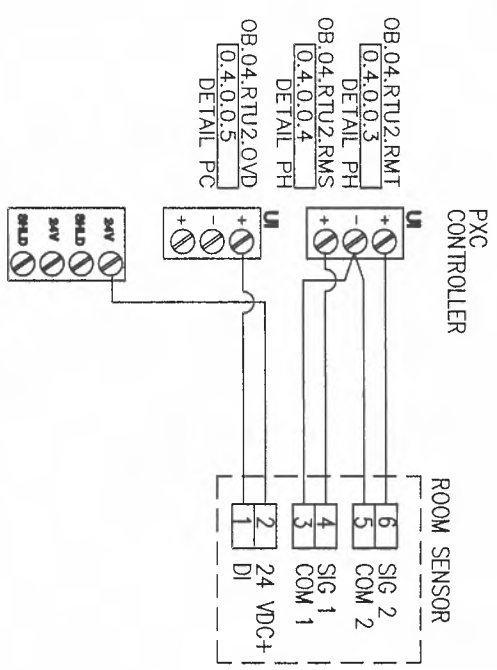 PXC
CONTROLLER
OB.04.RTU2.RMT
0.4.0.0.3
DETAIL PH
OB.04.RTU2.RMS
0.4.0.0.4
DETAIL PH
OB.04.RTU2.OVD
0.4.0.0.5
DETAIL PC
UI
+
-
+
UI
+
-
+
24V
SHLD
24V
SHLD
ROOM SENSOR
6 SIG 2
5 COM 2
4 SIG 1
3 COM 1
2 24 VDC+
1 DI